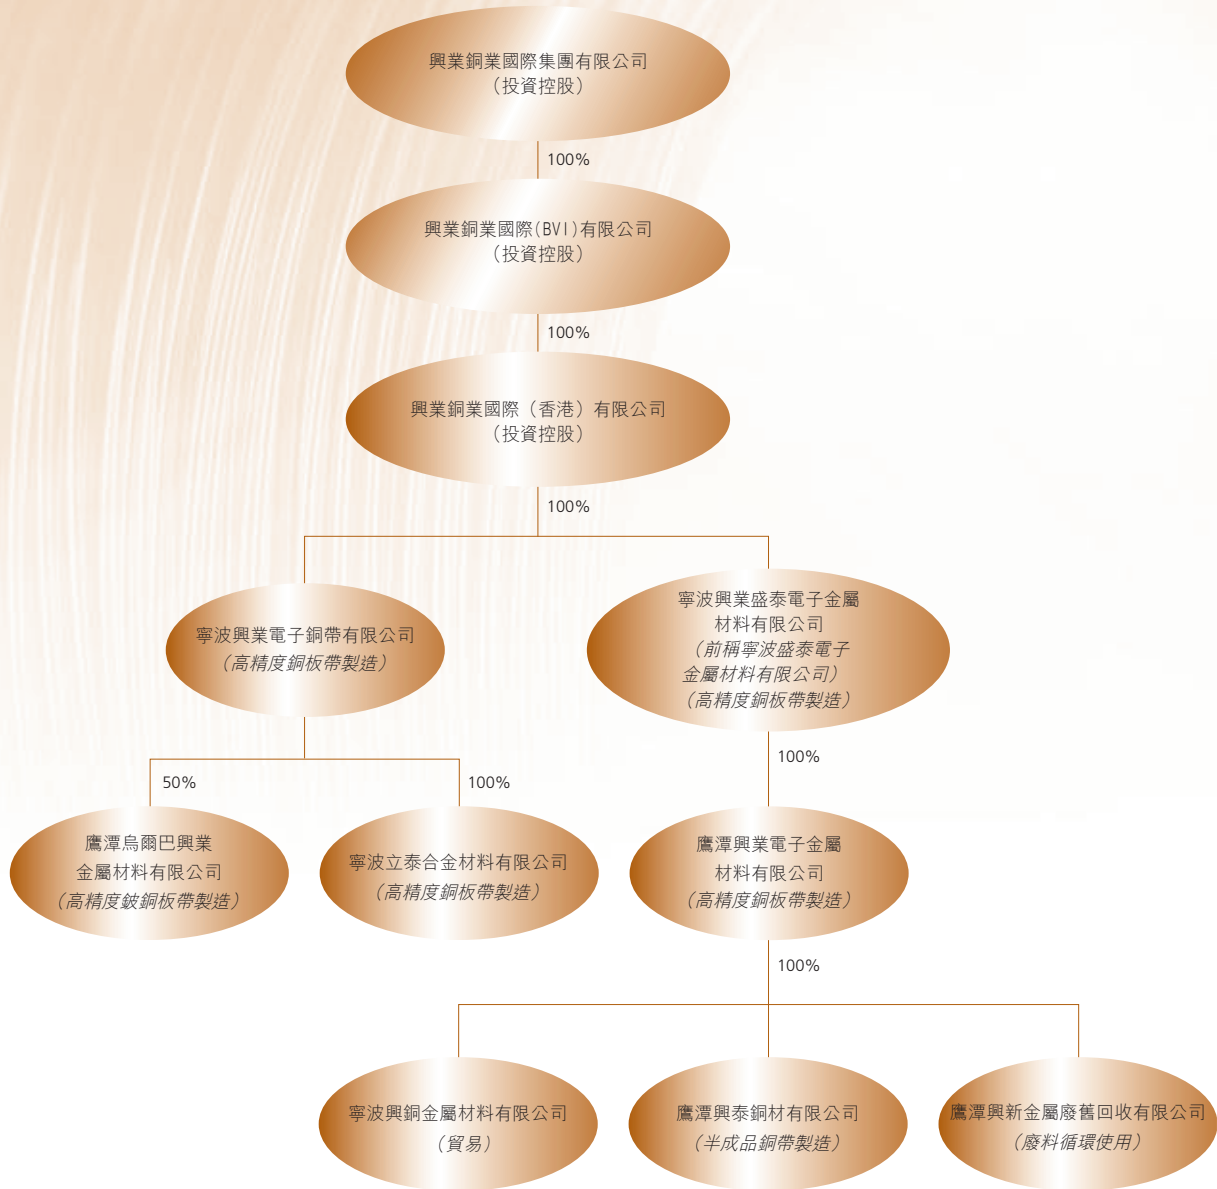 興業銅業國際集團有限公司
（投資控股）
100%
興業銅業國際(BVI)有限公司
（投資控股）
100%
興業銅業國際（香港）有限公司
（投資控股）
100%
寧波興業電子銅帶有限公司
（高精度銅板帶製造）
寧波興業盛泰電子金屬
材料有限公司
（前稱寧波盛泰電子
金屬材料有限公司）
（高精度銅板帶製造）
50%
100%
100%
鷹潭烏爾巴興業
金屬材料有限公司
（高精度鈹銅板帶製造）
寧波立泰合金材料有限公司
（高精度銅板帶製造）
鷹潭興業電子金屬
材料有限公司
（高精度銅板帶製造）
100%
寧波興銅金屬材料有限公司
（貿易）
鷹潭興泰銅材有限公司
（半成品銅帶製造）
鷹潭興新金屬廢舊回收有限公司
（廢料循環使用）